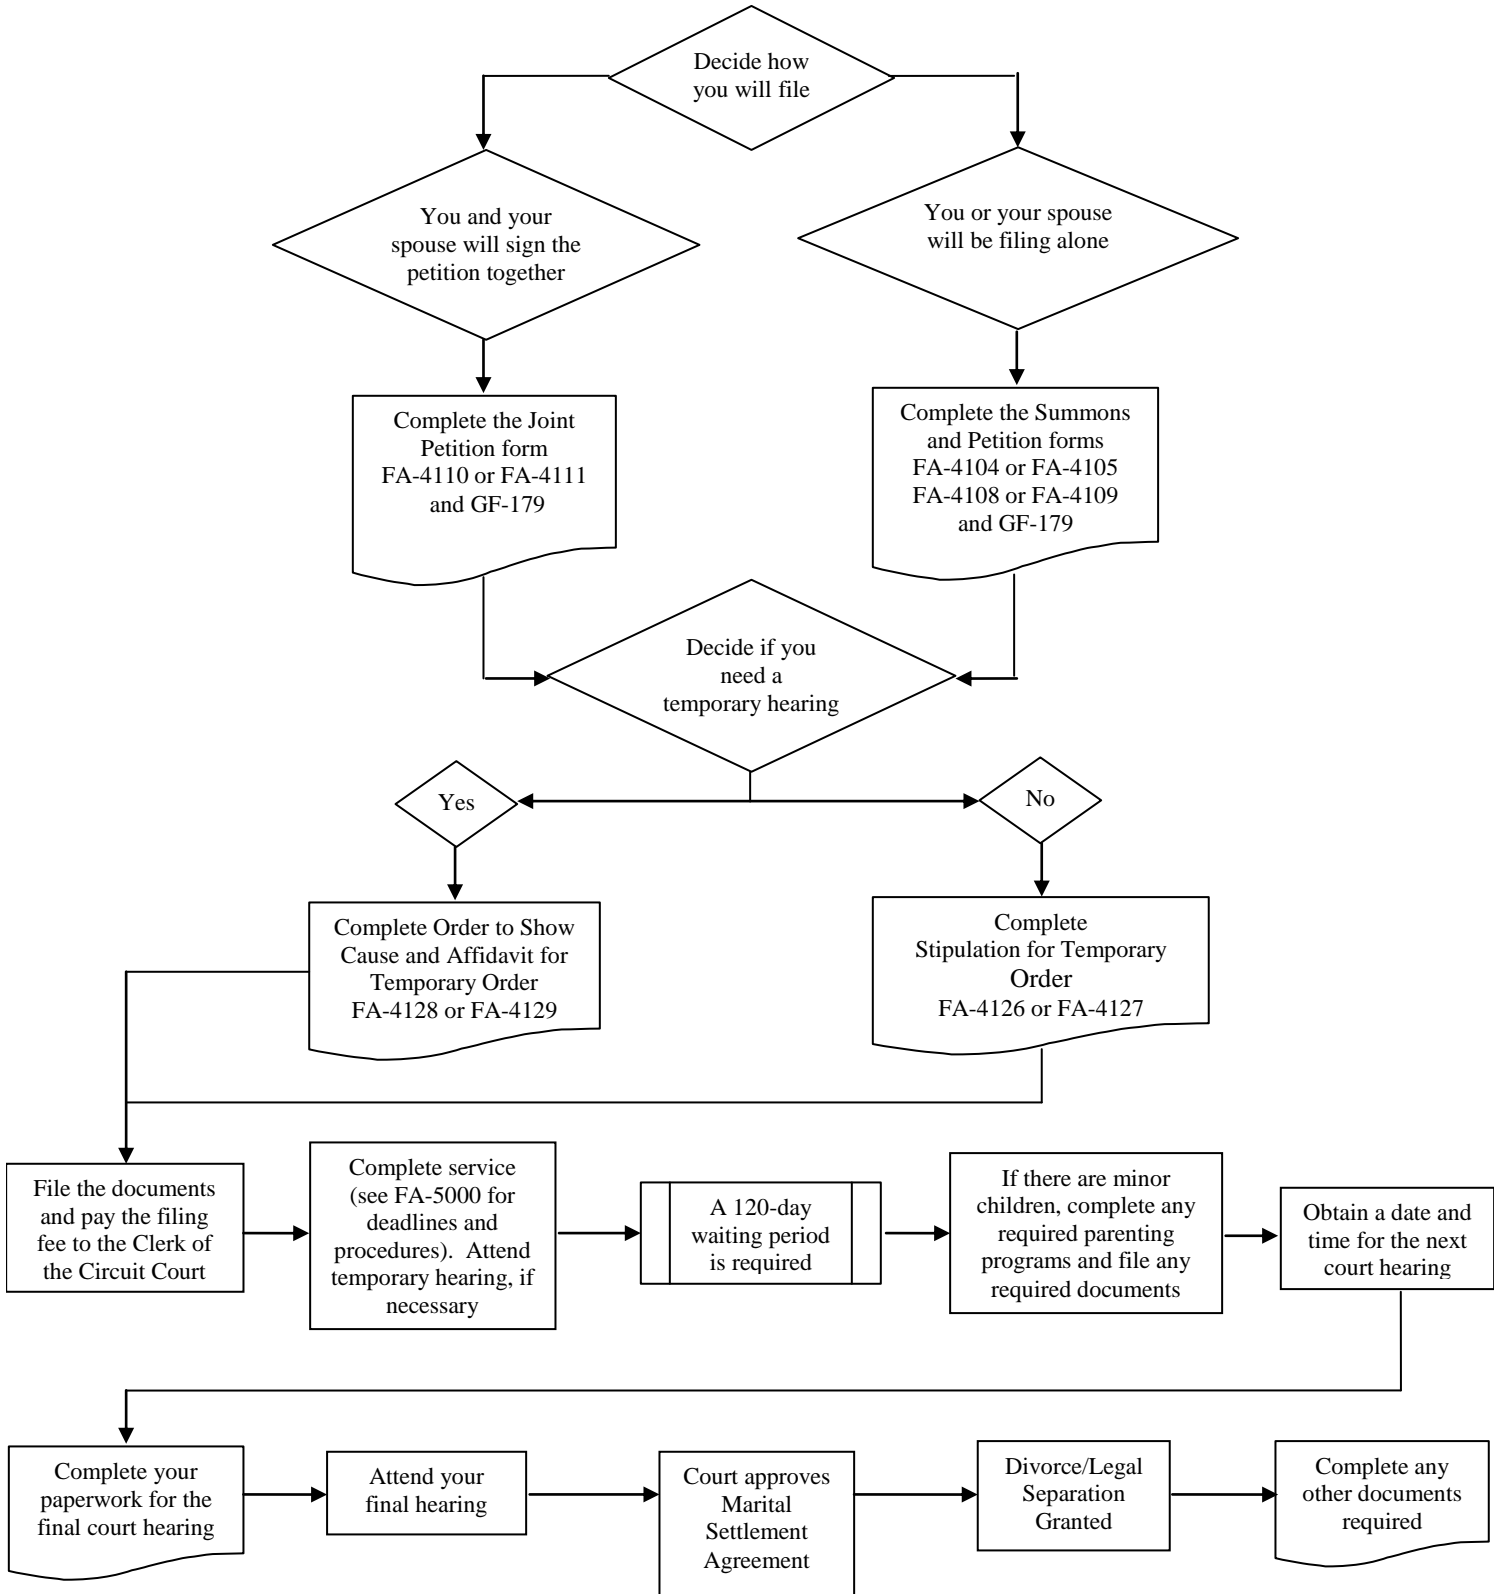 Decide how
you will file
You and your
spouse will sign the
petition together
You or your spouse
will be filing alone
Complete the Joint
Petition form
FA-4110 or FA-4111
and GF-179
Complete the Summons
and Petition forms
FA-4104 or FA-4105
FA-4108 or FA-4109
and GF-179
Decide if you
need a
temporary hearing
Yes
No
Complete Order to Show
Cause and Affidavit for
Temporary Order
FA-4128 or FA-4129
Complete
Stipulation for Temporary
Order
FA-4126 or FA-4127
File the documents
and pay the filing
fee to the Clerk of
the Circuit Court
Complete service
(see FA-5000 for
deadlines and
procedures). Attend
temporary hearing, if
necessary
A 120-day
waiting period
is required
If there are minor
children, complete any
required parenting
programs and file any
required documents
Obtain a date and
time for the next
court hearing
Complete your
paperwork for the
final court hearing
Attend your
final hearing
Court approves
Marital
Settlement
Agreement
Divorce/Legal
Separation
Granted
Complete any
other documents
required